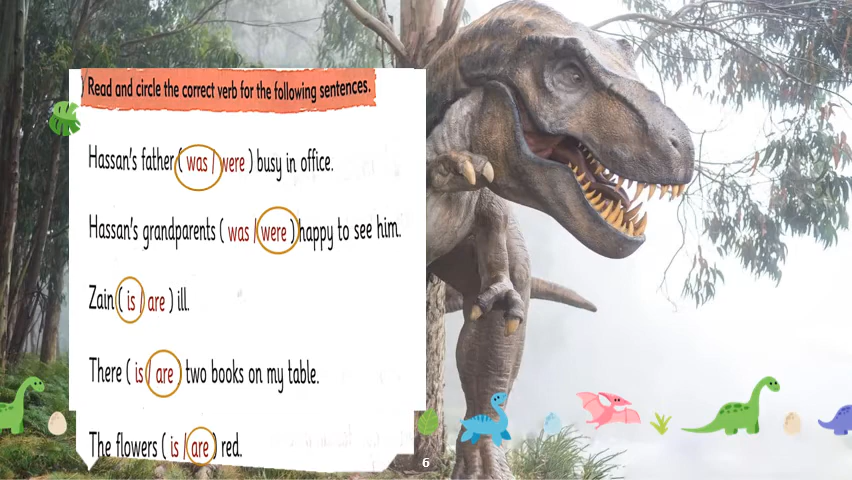 ) Read and circle the correct verb for the following sentences.
Hassan's father ( was / were ) busy in office.
Hassan's grandparents ( was / were ) happy to see him.
Zain ( is / are ) ill.
There ( is / are ) two books on my table.
The flowers ( is / are ) red.
6